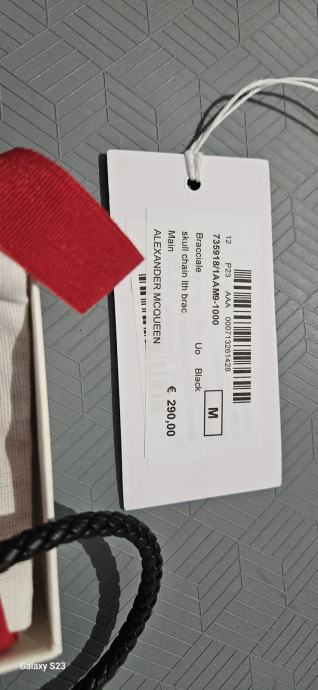 12 P23 AAA 000713261428
735918/1AAM9-1000
Bracciale Uo Black M
skull chain lth brac
Main € 290,00
ALEXANDER MCQUEEN
Galaxy S23